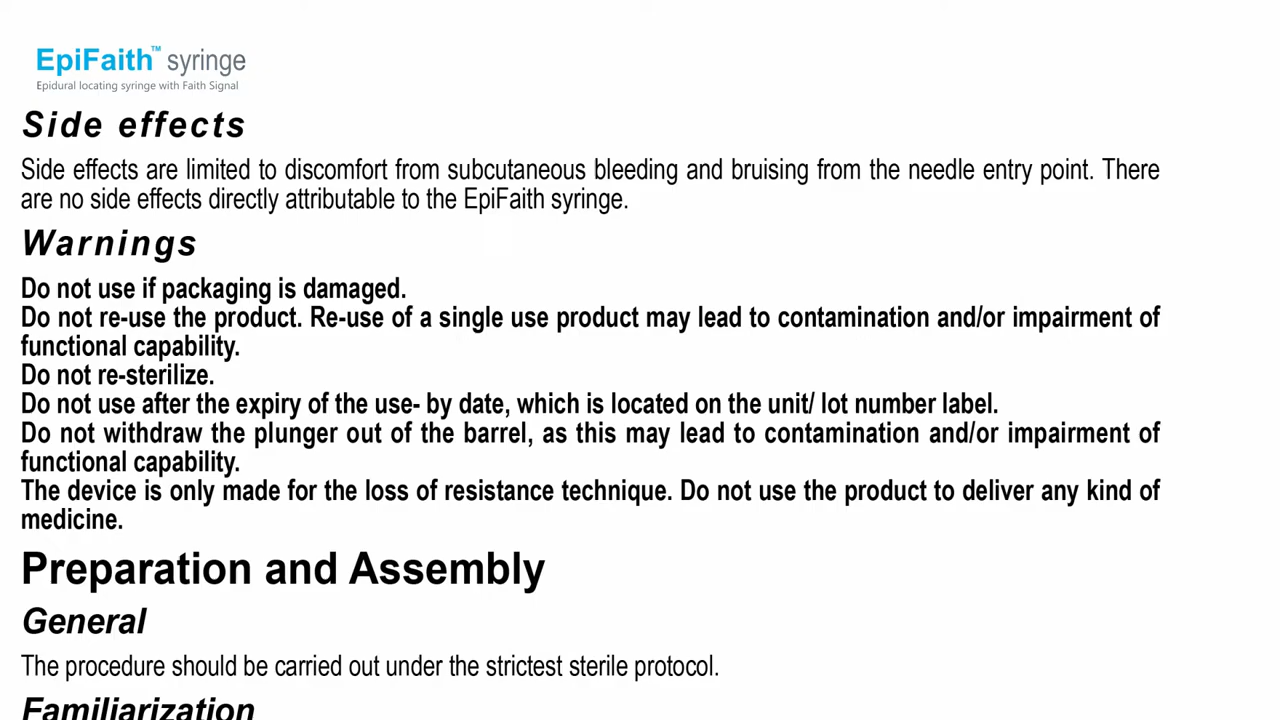 EpiFaith™ syringe
Epidural locating syringe with Faith Signal
Side effects
Side effects are limited to discomfort from subcutaneous bleeding and bruising from the needle entry point. There
are no side effects directly attributable to the EpiFaith syringe.
Warnings
Do not use if packaging is damaged.
Do not re-use the product. Re-use of a single use product may lead to contamination and/or impairment of
functional capability.
Do not re-sterilize.
Do not use after the expiry of the use- by date, which is located on the unit/ lot number label.
Do not withdraw the plunger out of the barrel, as this may lead to contamination and/or impairment of
functional capability.
The device is only made for the loss of resistance technique. Do not use the product to deliver any kind of
medicine.
Preparation and Assembly
General
The procedure should be carried out under the strictest sterile protocol.
Familiarization